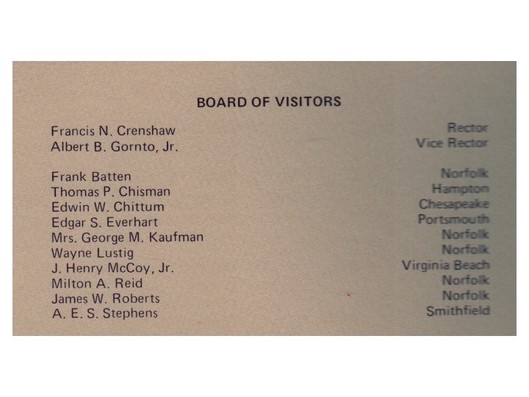 BOARD OF VISITORS
Francis N. Crenshaw Rector
Albert B. Gornto, Jr. Vice Rector
Frank Batten Norfolk
Thomas P. Chisman Hampton
Edwin W. Chittum Chesapeake
Edgar S. Everhart Portsmouth
Mrs. George M. Kaufman Norfolk
Wayne Lustig Norfolk
J. Henry McCoy, Jr. Virginia Beach
Milton A. Reid Norfolk
James W. Roberts Norfolk
A. E. S. Stephens Smithfield